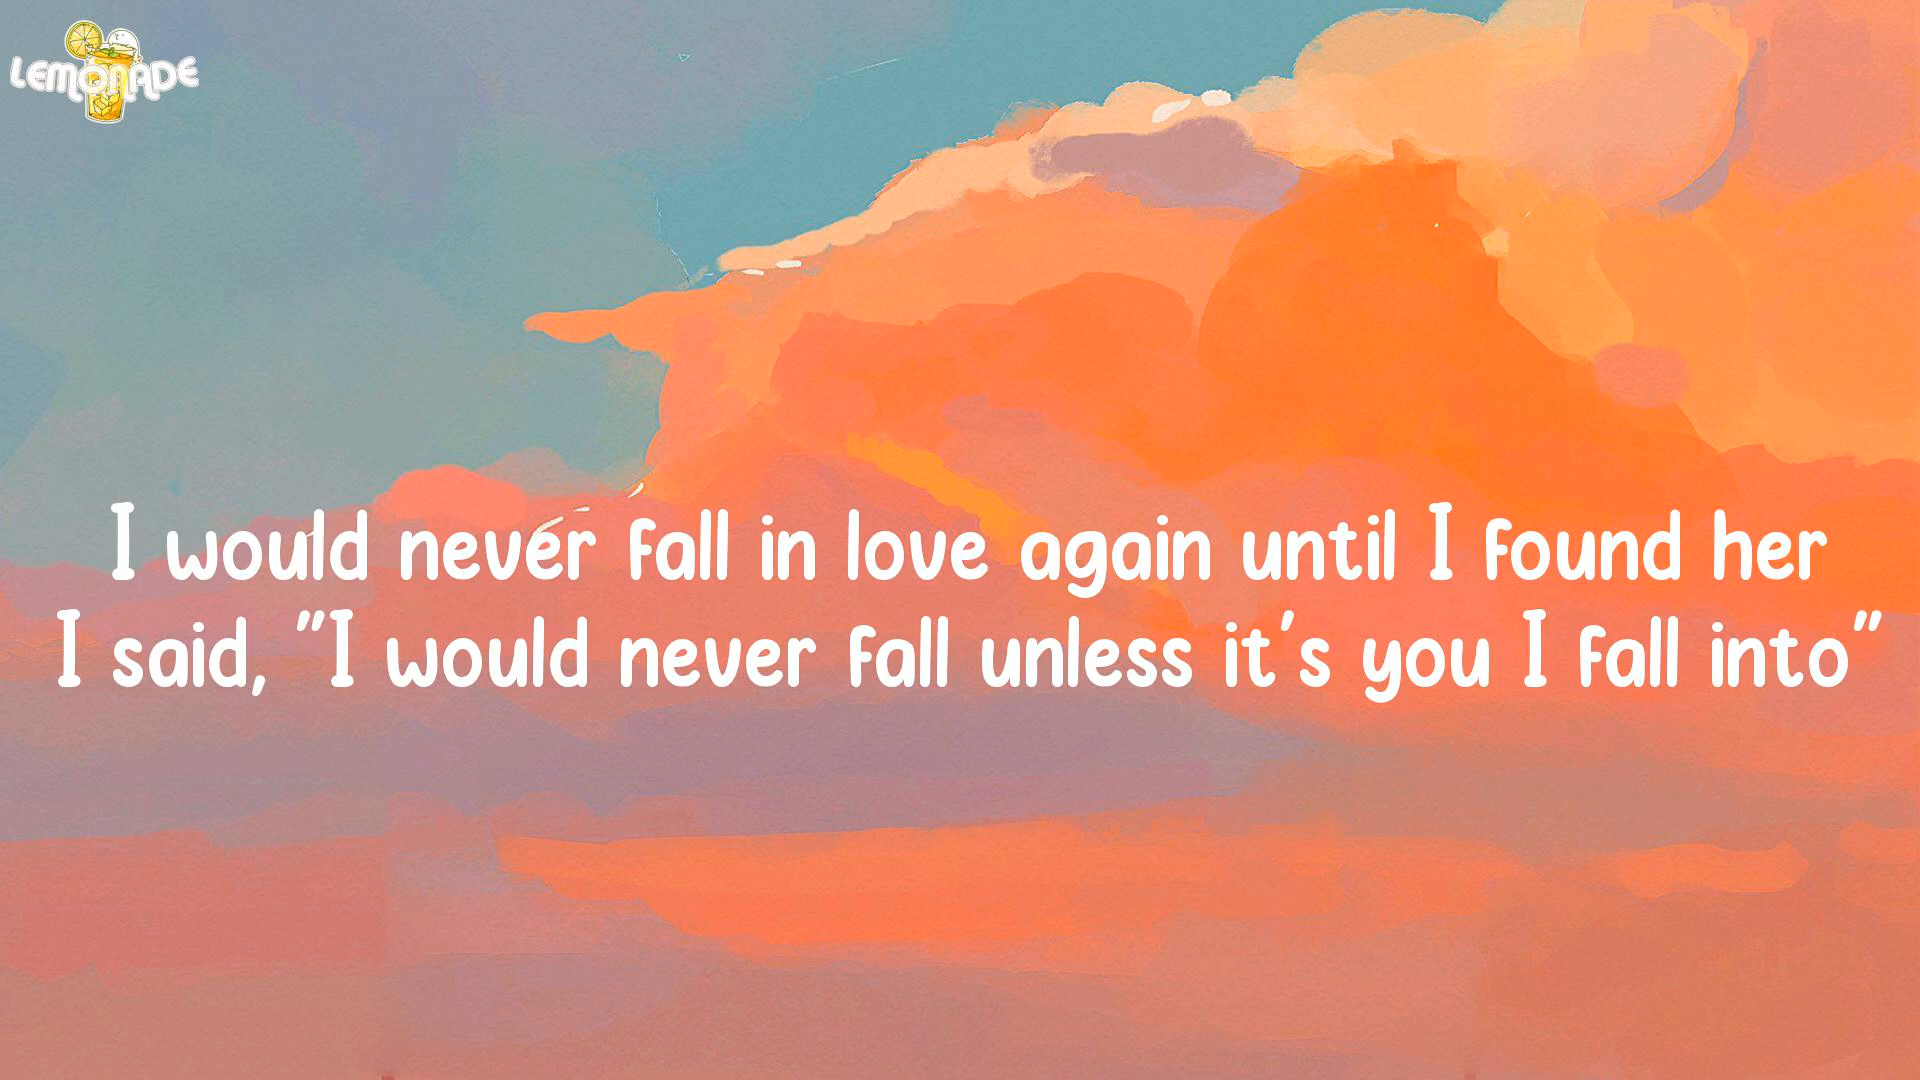 LEMONADE
I would never fall in love again until I found her
I said, "I would never fall unless it's you I fall into"